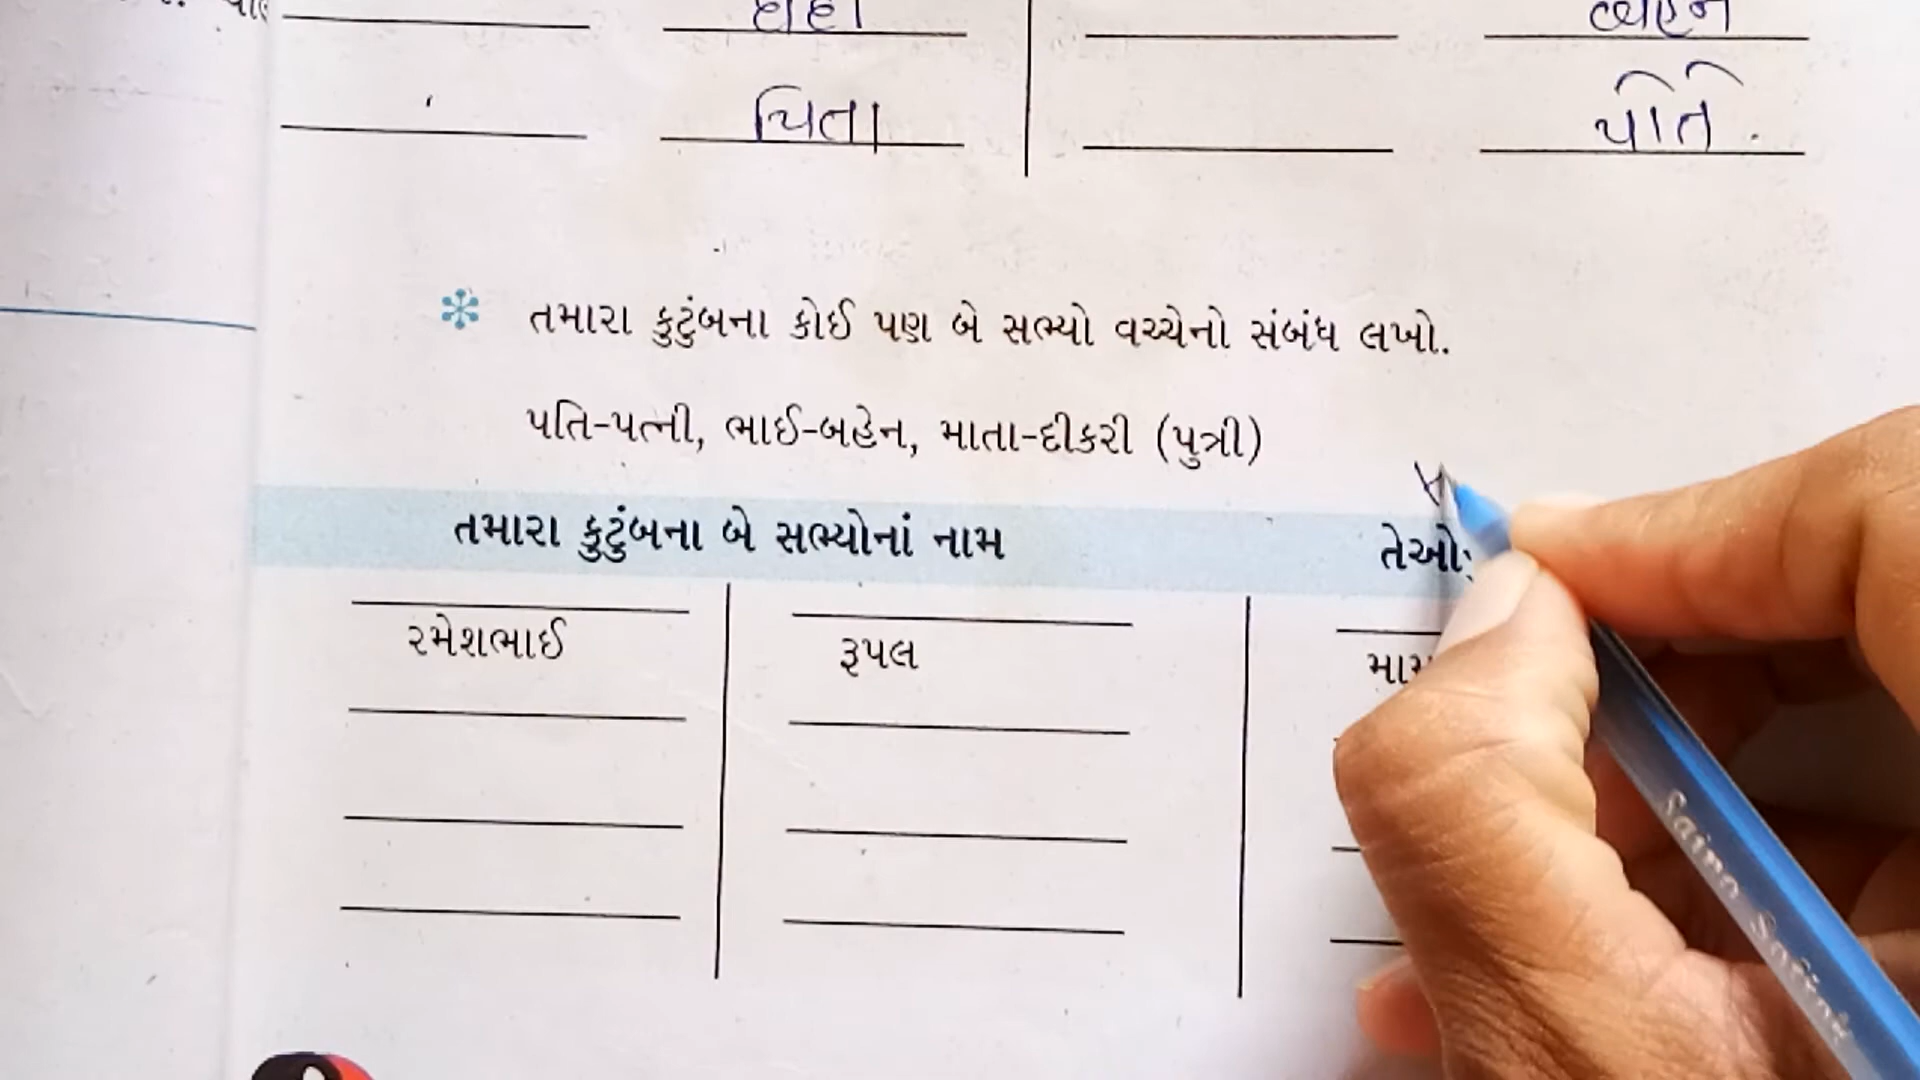 પિતા
પોતે .
તમારા કુટુંબના કોઈ પણ બે સભ્યો વચ્ચેનો સંબંધ લખો.
પતિ-પત્ની, ભાઈ-બહેન, માતા-દીકરી (પુત્રી)
તમારા કુટુંબના બે સભ્યોનાં નામ તેઓ
રમેશભાઈ રૂપલ